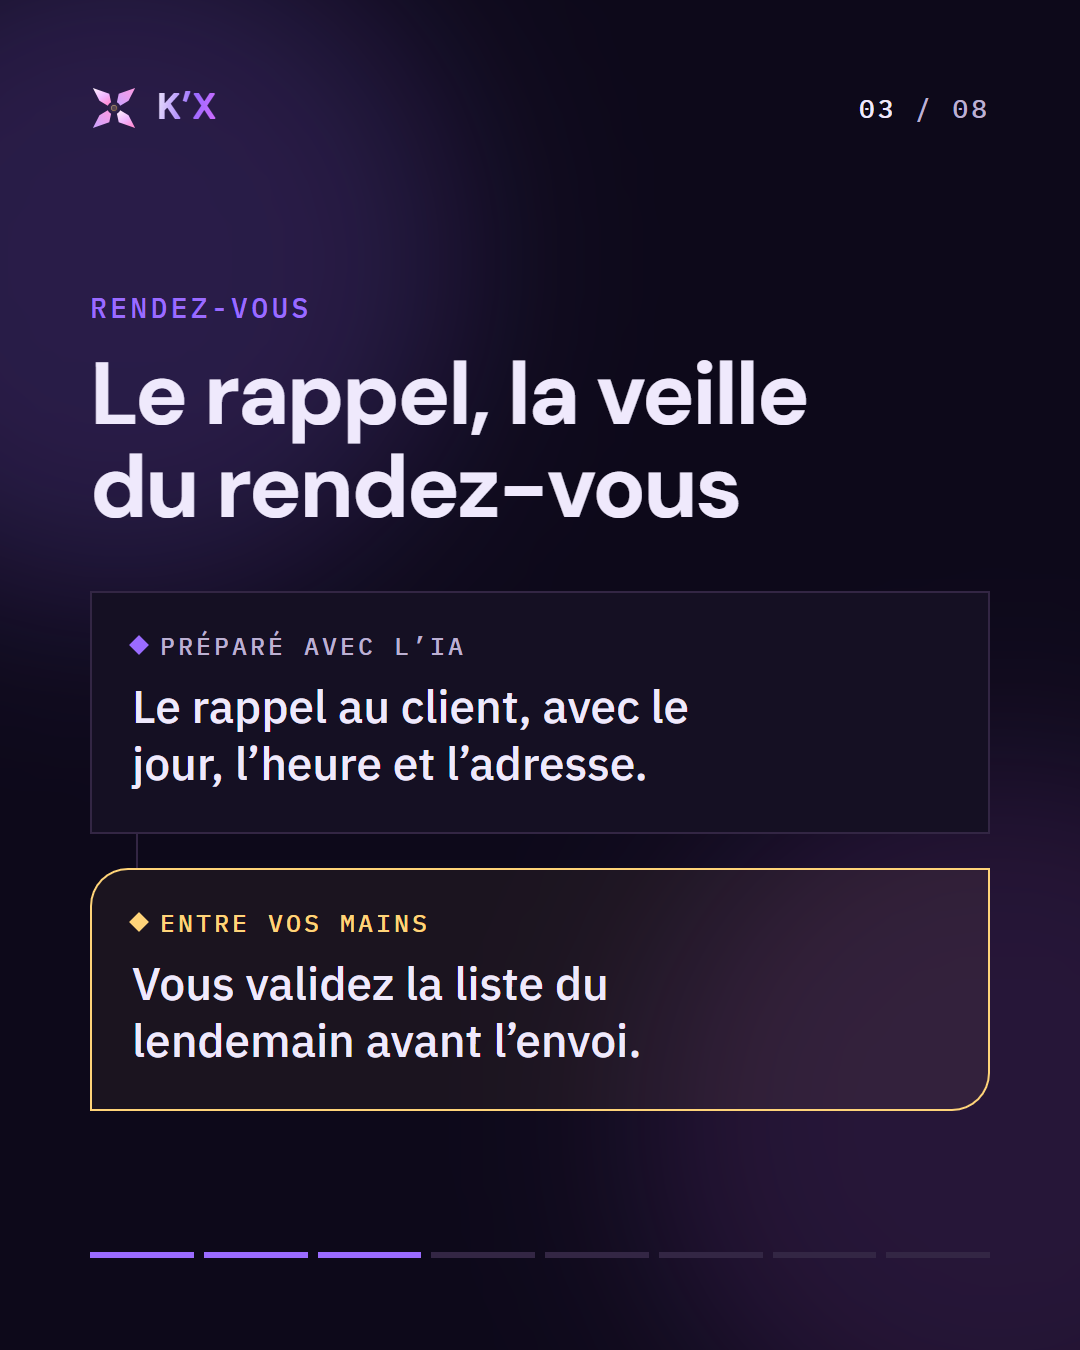 K’X
03 / 08
RENDEZ-VOUS
Le rappel, la veille
du rendez-vous
PRÉPARÉ AVEC L’IA
Le rappel au client, avec le
jour, l’heure et l’adresse.
ENTRE VOS MAINS
Vous validez la liste du
lendemain avant l’envoi.